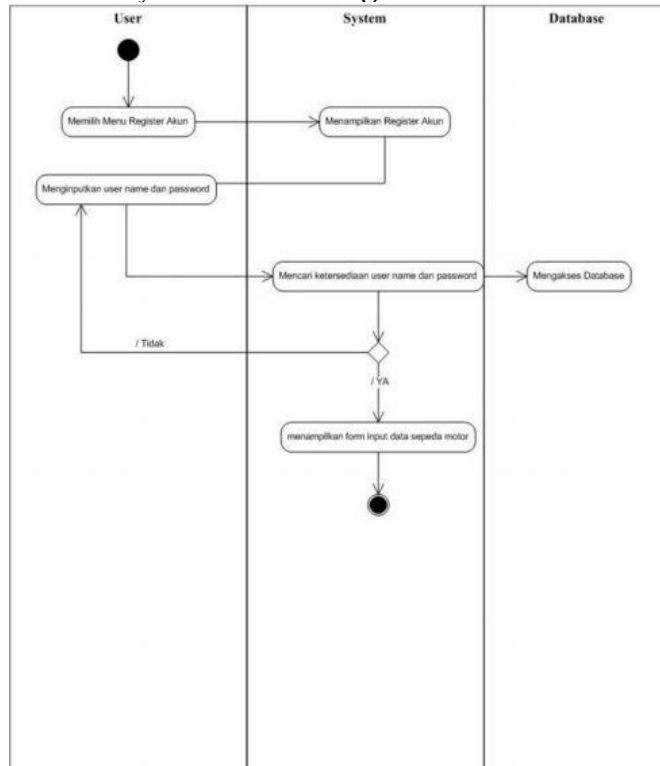 User
System
Database
Memilih Menu Register Akun
Menampilkan Register Akun
Menginputkan user name dan password
Mencari ketersediaan user name dan password
Mengakses Database
/ Tidak
/ YA
menampilkan form input data sepeda motor